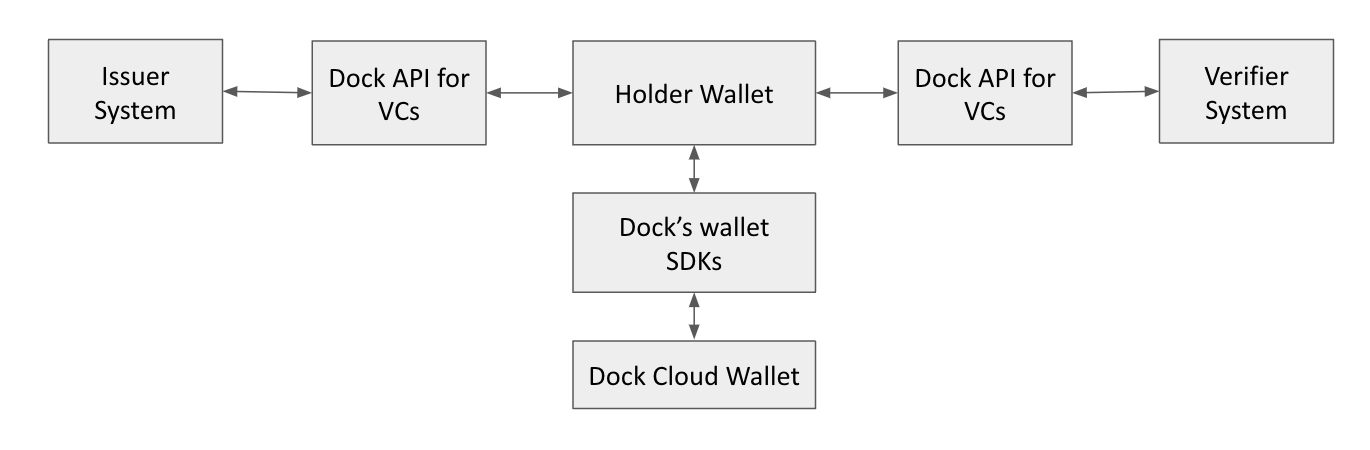 Issuer
System
Dock API for
VCs
Holder Wallet
Dock API for
VCs
Verifier
System
Dock’s wallet
SDKs
Dock Cloud Wallet